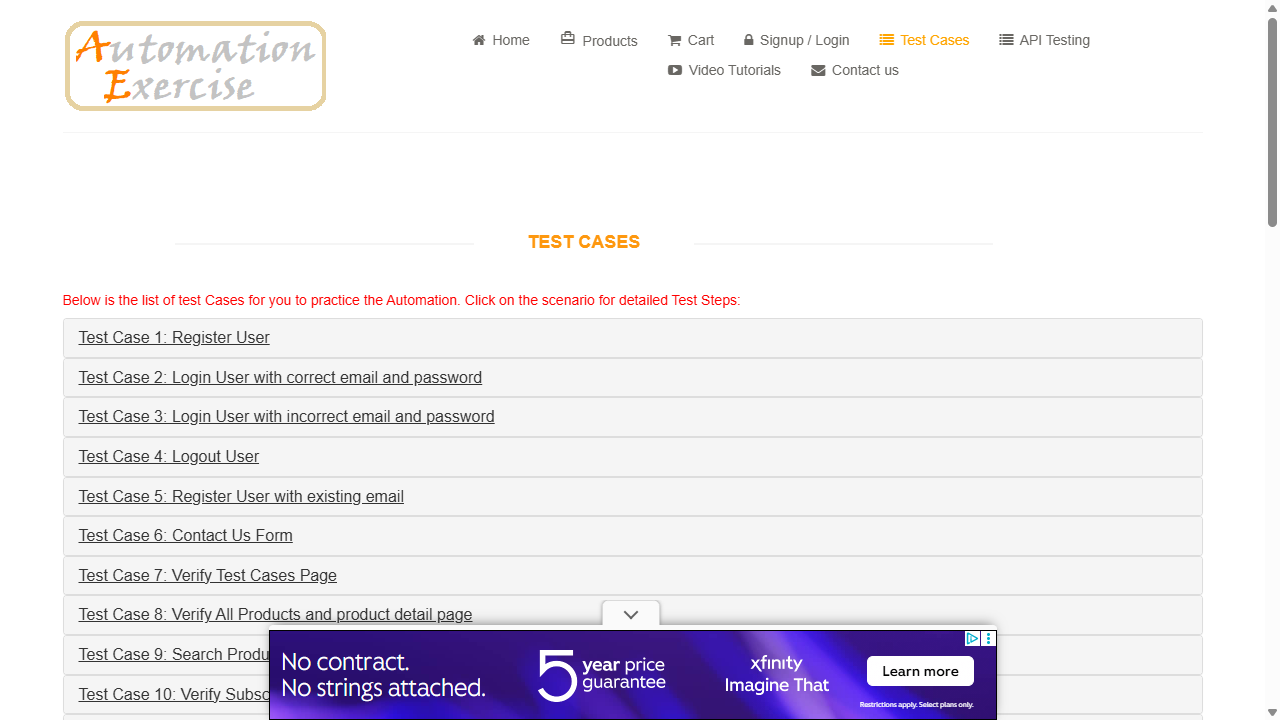 Automation
Exercise
Home
Products
Cart
Signup / Login
Test Cases
API Testing
Video Tutorials
Contact us
TEST CASES
Below is the list of test Cases for you to practice the Automation. Click on the scenario for detailed Test Steps:
Test Case 1: Register User
Test Case 2: Login User with correct email and password
Test Case 3: Login User with incorrect email and password
Test Case 4: Logout User
Test Case 5: Register User with existing email
Test Case 6: Contact Us Form
Test Case 7: Verify Test Cases Page
Test Case 8: Verify All Products and product detail page
Test Case 9: Search Produ
Test Case 10: Verify Subsc
No contract.
No strings attached.
5 year price
guarantee
xfinity
Imagine That
Learn more
Restrictions apply. Select plans only.